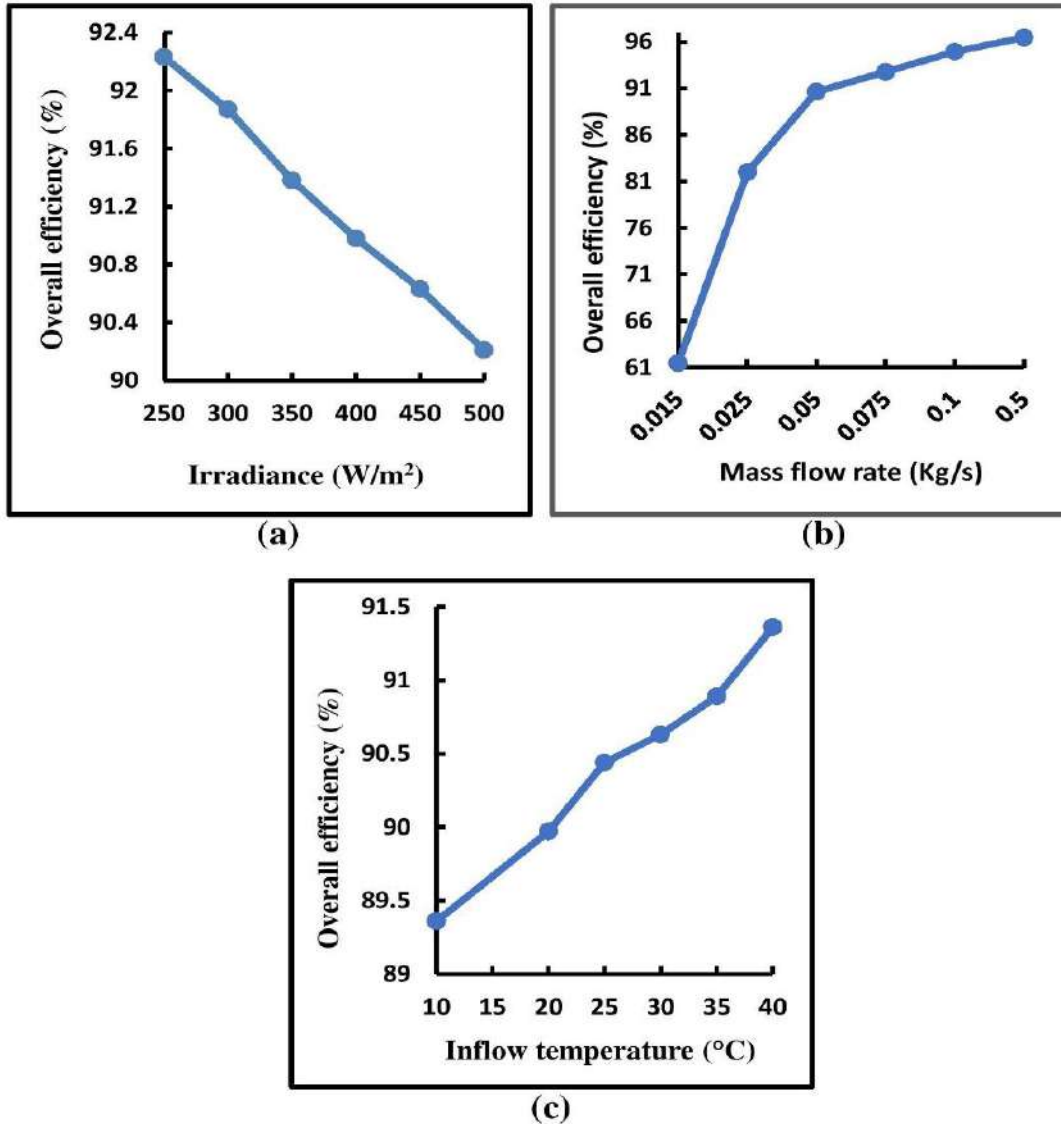 92.4
92
91.6
91.2
90.8
90.4
90
Overall efficiency (%)
250 300 350 400 450 500
Irradiance (W/m²)
(a)
96
91
86
81
76
71
66
61
Overall efficiency (%)
0.015 0.025 0.05 0.075 0.1 0.5
Mass flow rate (Kg/s)
(b)
91.5
91
90.5
90
89.5
89
Overall efficiency (%)
10 15 20 25 30 35 40
Inflow temperature (°C)
(c)